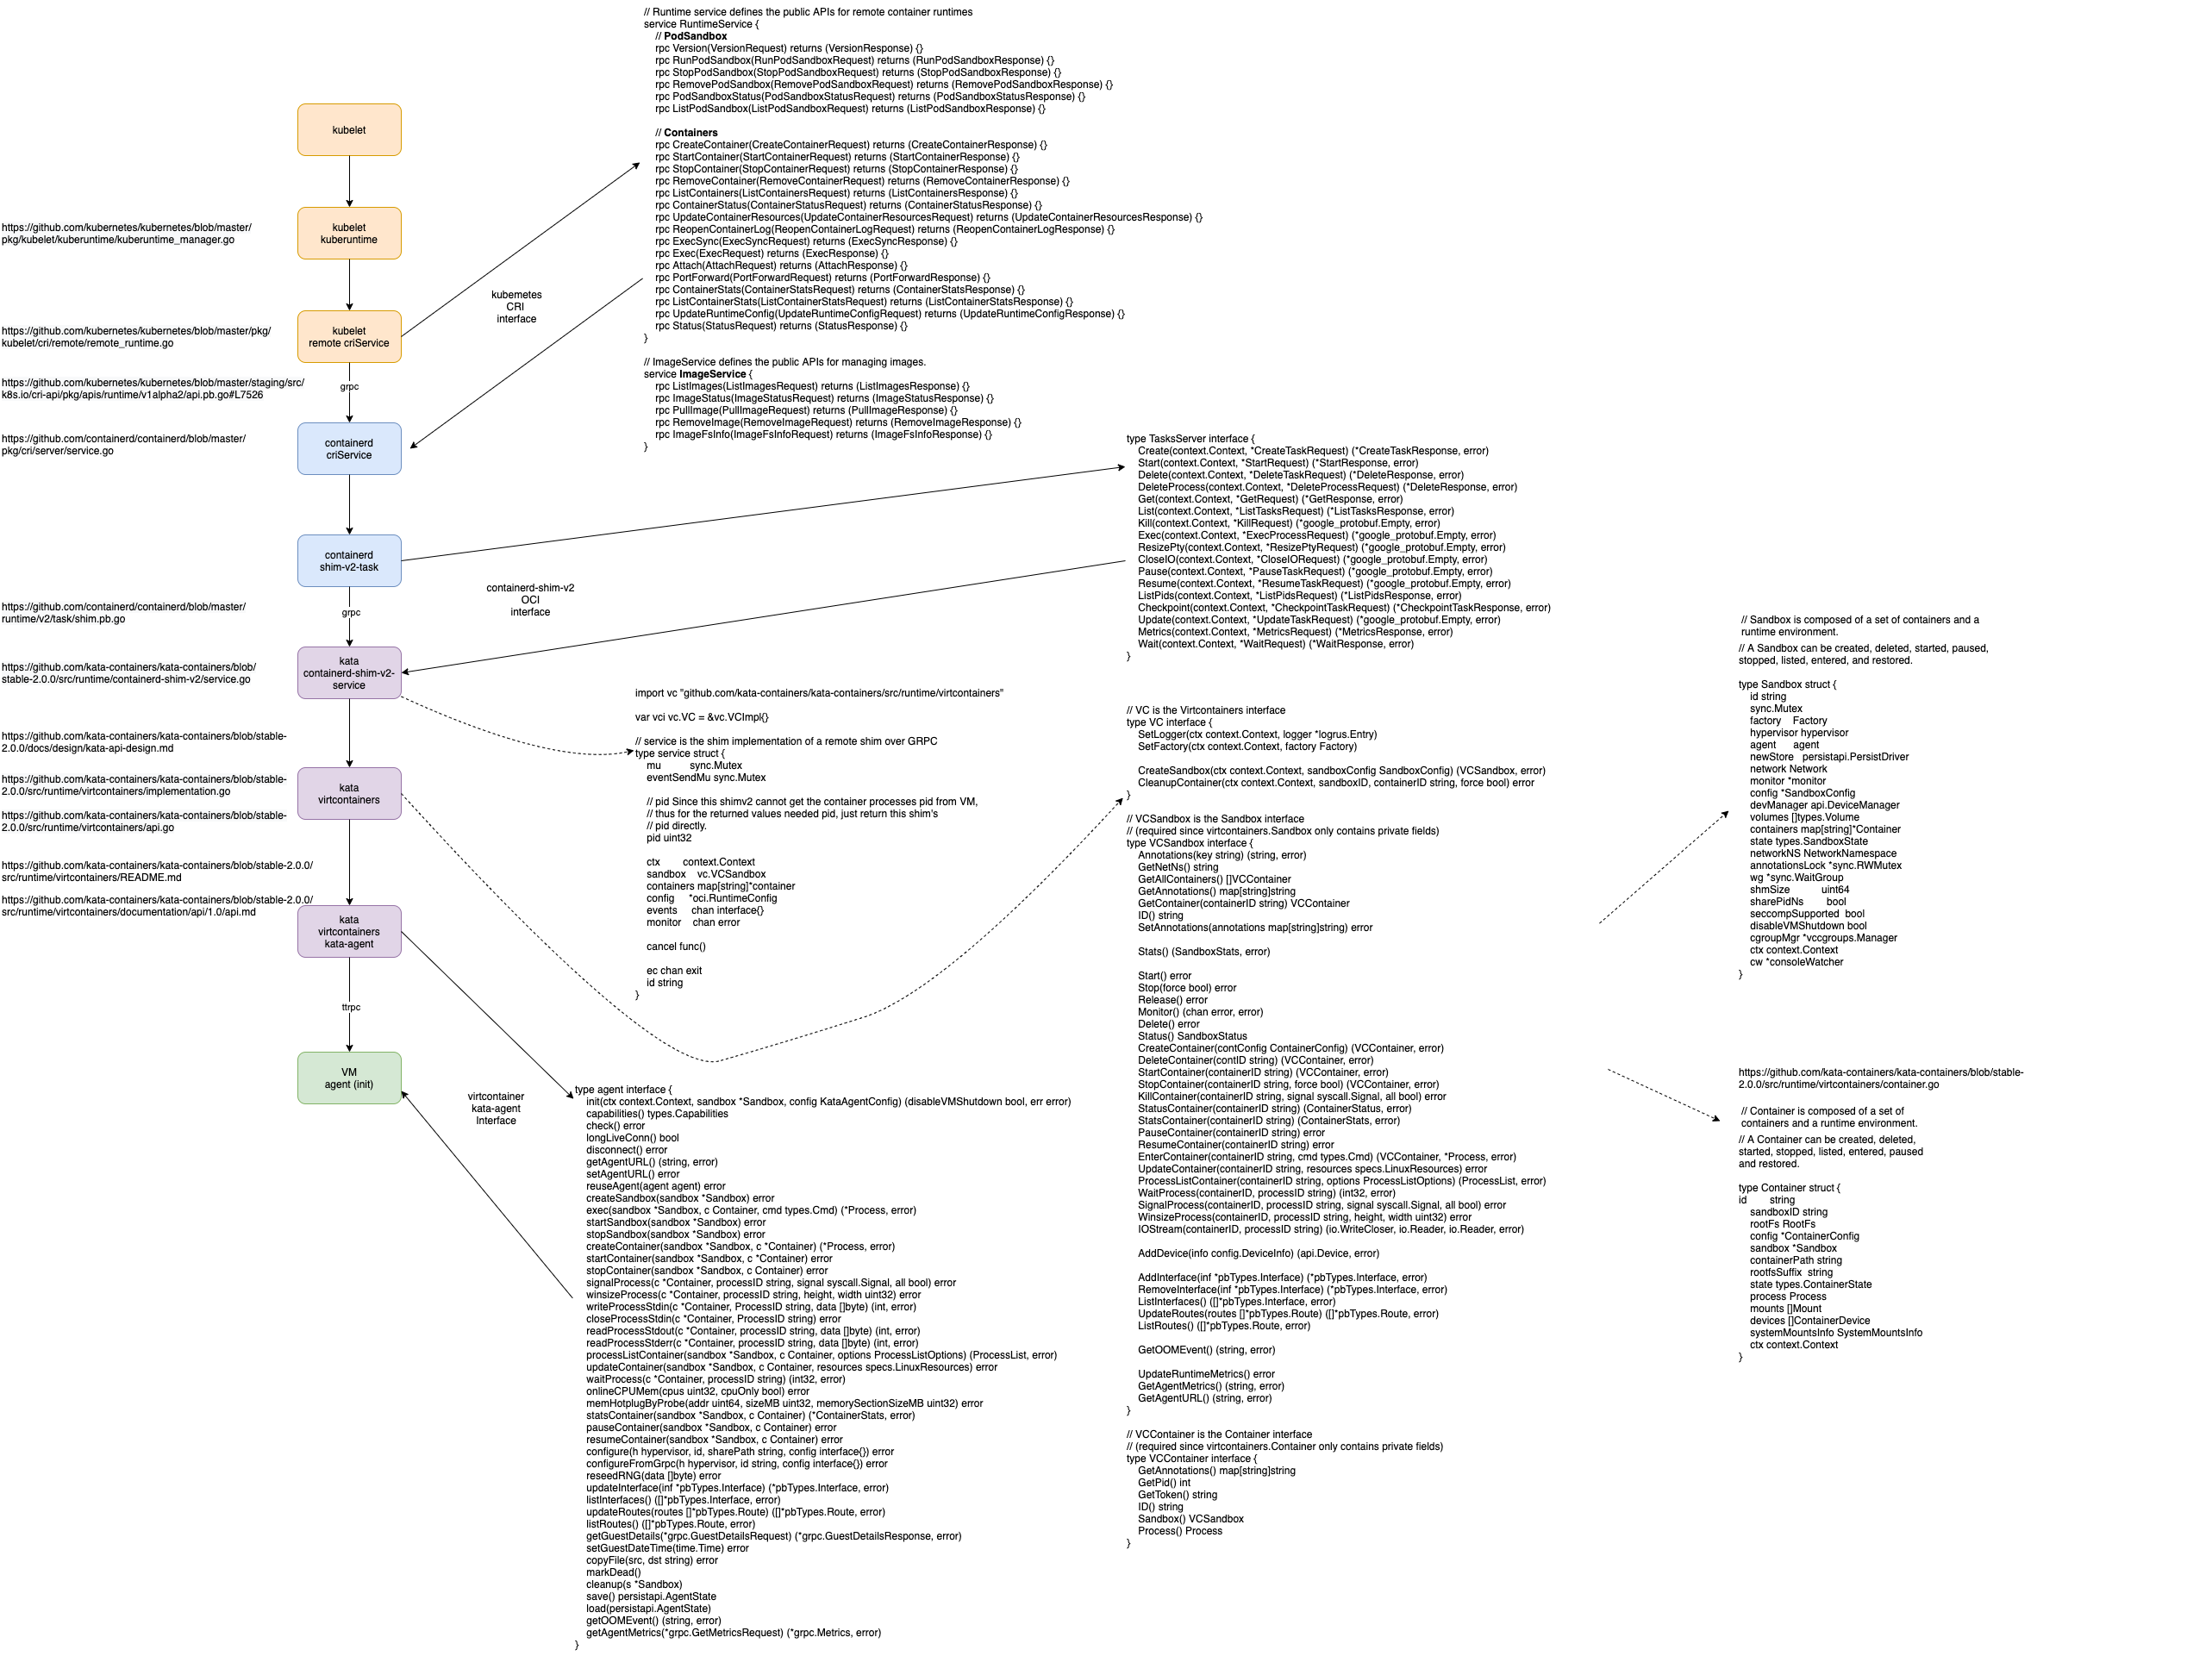 // Runtime service defines the public APIs for remote container runtimes
service RuntimeService {
// PodSandbox
rpc Version(VersionRequest) returns (VersionResponse) {}
rpc RunPodSandbox(RunPodSandboxRequest) returns (RunPodSandboxResponse) {}
rpc StopPodSandbox(StopPodSandboxRequest) returns (StopPodSandboxResponse) {}
rpc RemovePodSandbox(RemovePodSandboxRequest) returns (RemovePodSandboxResponse) {}
rpc PodSandboxStatus(PodSandboxStatusRequest) returns (PodSandboxStatusResponse) {}
rpc ListPodSandbox(ListPodSandboxRequest) returns (ListPodSandboxResponse) {}
// Containers
rpc CreateContainer(CreateContainerRequest) returns (CreateContainerResponse) {}
rpc StartContainer(StartContainerRequest) returns (StartContainerResponse) {}
rpc StopContainer(StopContainerRequest) returns (StopContainerResponse) {}
rpc RemoveContainer(RemoveContainerRequest) returns (RemoveContainerResponse) {}
rpc ListContainers(ListContainersRequest) returns (ListContainersResponse) {}
rpc ContainerStatus(ContainerStatusRequest) returns (ContainerStatusResponse) {}
rpc UpdateContainerResources(UpdateContainerResourcesRequest) returns (UpdateContainerResourcesResponse) {}
rpc ReopenContainerLog(ReopenContainerLogRequest) returns (ReopenContainerLogResponse) {}
rpc ExecSync(ExecSyncRequest) returns (ExecSyncResponse) {}
rpc Exec(ExecRequest) returns (ExecResponse) {}
rpc Attach(AttachRequest) returns (AttachResponse) {}
rpc PortForward(PortForwardRequest) returns (PortForwardResponse) {}
rpc ContainerStats(ContainerStatsRequest) returns (ContainerStatsResponse) {}
rpc ListContainerStats(ListContainerStatsRequest) returns (ListContainerStatsResponse) {}
rpc UpdateRuntimeConfig(UpdateRuntimeConfigRequest) returns (UpdateRuntimeConfigResponse) {}
rpc Status(StatusRequest) returns (StatusResponse) {}
}
// ImageService defines the public APIs for managing images.
service ImageService {
rpc ListImages(ListImagesRequest) returns (ListImagesResponse) {}
rpc ImageStatus(ImageStatusRequest) returns (ImageStatusResponse) {}
rpc PullImage(PullImageRequest) returns (PullImageResponse) {}
rpc RemoveImage(RemoveImageRequest) returns (RemoveImageResponse) {}
rpc ImageFsInfo(ImageFsInfoRequest) returns (ImageFsInfoResponse) {}
}
kubelet
https://github.com/kubernetes/kubernetes/blob/master/
pkg/kubelet/kuberuntime/kuberuntime_manager.go
kubelet
kuberuntime
kubernetes
CRI
interface
https://github.com/kubernetes/kubernetes/blob/master/pkg/
kubelet/cri/remote/remote_runtime.go
kubelet
remote criService
https://github.com/kubernetes/kubernetes/blob/master/staging/src/
k8s.io/cri-api/pkg/apis/runtime/v1alpha2/api.pb.go#L7526
grpc
https://github.com/containerd/containerd/blob/master/
pkg/cri/server/service.go
containerd
criService
containerd
shim-v2-task
https://github.com/containerd/containerd/blob/master/
runtime/v2/task/shim.pb.go
grpc
containerd-shim-v2
OCI
interface
type TasksServer interface {
Create(context.Context, *CreateTaskRequest) (*CreateTaskResponse, error)
Start(context.Context, *StartRequest) (*StartResponse, error)
Delete(context.Context, *DeleteTaskRequest) (*DeleteResponse, error)
DeleteProcess(context.Context, *DeleteProcessRequest) (*DeleteResponse, error)
Get(context.Context, *GetRequest) (*GetResponse, error)
List(context.Context, *ListTasksRequest) (*ListTasksResponse, error)
Kill(context.Context, *KillRequest) (*google_protobuf.Empty, error)
Exec(context.Context, *ExecProcessRequest) (*google_protobuf.Empty, error)
ResizePty(context.Context, *ResizePtyRequest) (*google_protobuf.Empty, error)
CloseIO(context.Context, *CloseIORequest) (*google_protobuf.Empty, error)
Pause(context.Context, *PauseTaskRequest) (*google_protobuf.Empty, error)
Resume(context.Context, *ResumeTaskRequest) (*google_protobuf.Empty, error)
ListPids(context.Context, *ListPidsRequest) (*ListPidsResponse, error)
Checkpoint(context.Context, *CheckpointTaskRequest) (*CheckpointTaskResponse, error)
Update(context.Context, *UpdateTaskRequest) (*google_protobuf.Empty, error)
Metrics(context.Context, *MetricsRequest) (*MetricsResponse, error)
Wait(context.Context, *WaitRequest) (*WaitResponse, error)
}
https://github.com/kata-containers/kata-containers/blob/
stable-2.0.0/src/runtime/containerd-shim-v2/service.go
kata
containerd-shim-v2-
service
https://github.com/kata-containers/kata-containers/blob/stable-
2.0.0/docs/design/kata-api-design.md
https://github.com/kata-containers/kata-containers/blob/stable-
2.0.0/src/runtime/virtcontainers/implementation.go
https://github.com/kata-containers/kata-containers/blob/stable-
2.0.0/src/runtime/virtcontainers/api.go
kata
virtcontainers
https://github.com/kata-containers/kata-containers/blob/stable-2.0.0/
src/runtime/virtcontainers/README.md
https://github.com/kata-containers/kata-containers/blob/stable-2.0.0/
src/runtime/virtcontainers/documentation/api/1.0/api.md
kata
virtcontainers
kata-agent
ttrpc
VM
agent (init)
virtcontainer
kata-agent
Interface
import vc "github.com/kata-containers/kata-containers/src/runtime/virtcontainers"
var vci vc.VC = &vc.VCImpl{}
// service is the shim implementation of a remote shim over GRPC
type service struct {
mu sync.Mutex
eventSendMu sync.Mutex
// pid Since this shimv2 cannot get the container processes pid from VM,
// thus for the returned values needed pid, just return this shim's
// pid directly.
pid uint32
ctx context.Context
sandbox vc.VCSandbox
containers map[string]*container
config *oci.RuntimeConfig
events chan interface{}
monitor chan error
cancel func()
ec chan exit
id string
}
type agent interface {
init(ctx context.Context, sandbox *Sandbox, config KataAgentConfig) (disableVMShutdown bool, err error)
capabilities() types.Capabilities
check() error
longLiveConn() bool
disconnect() error
getAgentURL() (string, error)
setAgentURL() error
reuseAgent(agent agent) error
createSandbox(sandbox *Sandbox) error
exec(sandbox *Sandbox, c Container, cmd types.Cmd) (*Process, error)
startSandbox(sandbox *Sandbox) error
stopSandbox(sandbox *Sandbox) error
createContainer(sandbox *Sandbox, c *Container) (*Process, error)
startContainer(sandbox *Sandbox, c *Container) error
stopContainer(sandbox *Sandbox, c Container) error
signalProcess(c *Container, processID string, signal syscall.Signal, all bool) error
winsizeProcess(c *Container, processID string, height, width uint32) error
writeProcessStdin(c *Container, ProcessID string, data []byte) (int, error)
closeProcessStdin(c *Container, ProcessID string) error
readProcessStdout(c *Container, processID string, data []byte) (int, error)
readProcessStderr(c *Container, processID string, data []byte) (int, error)
processListContainer(sandbox *Sandbox, c Container, options ProcessListOptions) (ProcessList, error)
updateContainer(sandbox *Sandbox, c Container, resources specs.LinuxResources) error
waitProcess(c *Container, processID string) (int32, error)
onlineCPUMem(cpus uint32, cpuOnly bool) error
memHotplugByProbe(addr uint64, sizeMB uint32, memorySectionSizeMB uint32) error
statsContainer(sandbox *Sandbox, c Container) (*ContainerStats, error)
pauseContainer(sandbox *Sandbox, c Container) error
resumeContainer(sandbox *Sandbox, c Container) error
configure(h hypervisor, id, sharePath string, config interface{}) error
configureFromGrpc(h hypervisor, id string, config interface{}) error
reseedRNG(data []byte) error
updateInterface(inf *pbTypes.Interface) (*pbTypes.Interface, error)
listInterfaces() ([]*pbTypes.Interface, error)
updateRoutes(routes []*pbTypes.Route) ([]*pbTypes.Route, error)
listRoutes() ([]*pbTypes.Route, error)
getGuestDetails(*grpc.GuestDetailsRequest) (*grpc.GuestDetailsResponse, error)
setGuestDateTime(time.Time) error
copyFile(src, dst string) error
markDead()
cleanup(s *Sandbox)
save() persistapi.AgentState
load(persistapi.AgentState)
getOOMEvent() (string, error)
getAgentMetrics(*grpc.GetMetricsRequest) (*grpc.Metrics, error)
}
// VC is the Virtcontainers interface
type VC interface {
SetLogger(ctx context.Context, logger *logrus.Entry)
SetFactory(ctx context.Context, factory Factory)
CreateSandbox(ctx context.Context, sandboxConfig SandboxConfig) (VCSandbox, error)
CleanupContainer(ctx context.Context, sandboxID, containerID string, force bool) error
}
// VCSandbox is the Sandbox interface
// (required since virtcontainers.Sandbox only contains private fields)
type VCSandbox interface {
Annotations(key string) (string, error)
GetNetNs() string
GetAllContainers() []VCContainer
GetAnnotations() map[string]string
GetContainer(containerID string) VCContainer
ID() string
SetAnnotations(annotations map[string]string) error
Stats() (SandboxStats, error)
Start() error
Stop(force bool) error
Release() error
Monitor() (chan error, error)
Delete() error
Status() SandboxStatus
CreateContainer(contConfig ContainerConfig) (VCContainer, error)
DeleteContainer(contID string) (VCContainer, error)
StartContainer(containerID string) (VCContainer, error)
StopContainer(containerID string, force bool) (VCContainer, error)
KillContainer(containerID string, signal syscall.Signal, all bool) error
StatusContainer(containerID string) (ContainerStatus, error)
StatsContainer(containerID string) (ContainerStats, error)
PauseContainer(containerID string) error
ResumeContainer(containerID string) error
EnterContainer(containerID string, cmd types.Cmd) (VCContainer, *Process, error)
UpdateContainer(containerID string, resources specs.LinuxResources) error
ProcessListContainer(containerID string, options ProcessListOptions) (ProcessList, error)
WaitProcess(containerID, processID string) (int32, error)
SignalProcess(containerID, processID string, signal syscall.Signal, all bool) error
WinsizeProcess(containerID, processID string, height, width uint32) error
IOStream(containerID, processID string) (io.WriteCloser, io.Reader, io.Reader, error)
AddDevice(info config.DeviceInfo) (api.Device, error)
AddInterface(inf *pbTypes.Interface) (*pbTypes.Interface, error)
RemoveInterface(inf *pbTypes.Interface) (*pbTypes.Interface, error)
ListInterfaces() ([]*pbTypes.Interface, error)
UpdateRoutes(routes []*pbTypes.Route) ([]*pbTypes.Route, error)
ListRoutes() ([]*pbTypes.Route, error)
GetOOMEvent() (string, error)
UpdateRuntimeMetrics() error
GetAgentMetrics() (string, error)
GetAgentURL() (string, error)
}
// VCContainer is the Container interface
// (required since virtcontainers.Container only contains private fields)
type VCContainer interface {
GetAnnotations() map[string]string
GetPid() int
GetToken() string
ID() string
Sandbox() VCSandbox
Process() Process
}
// Sandbox is composed of a set of containers and a
runtime environment.
// A Sandbox can be created, deleted, started, paused,
stopped, listed, entered, and restored.
type Sandbox struct {
id string
sync.Mutex
factory Factory
hypervisor hypervisor
agent agent
newStore persistapi.PersistDriver
network Network
monitor *monitor
config *SandboxConfig
devManager api.DeviceManager
volumes []types.Volume
containers map[string]*Container
state types.SandboxState
networkNS NetworkNamespace
annotationsLock *sync.RWMutex
wg *sync.WaitGroup
shmSize uint64
sharePidNs bool
seccompSupported bool
disableVMShutdown bool
cgroupMgr *vccgroups.Manager
ctx context.Context
cw *consoleWatcher
}
https://github.com/kata-containers/kata-containers/blob/stable-
2.0.0/src/runtime/virtcontainers/container.go
// Container is composed of a set of
containers and a runtime environment.
// A Container can be created, deleted,
started, stopped, listed, entered, paused
and restored.
type Container struct {
id string
sandboxID string
rootFs RootFs
config *ContainerConfig
sandbox *Sandbox
containerPath string
rootfsSuffix string
state types.ContainerState
process Process
mounts []Mount
devices []ContainerDevice
systemMountsInfo SystemMountsInfo
ctx context.Context
}